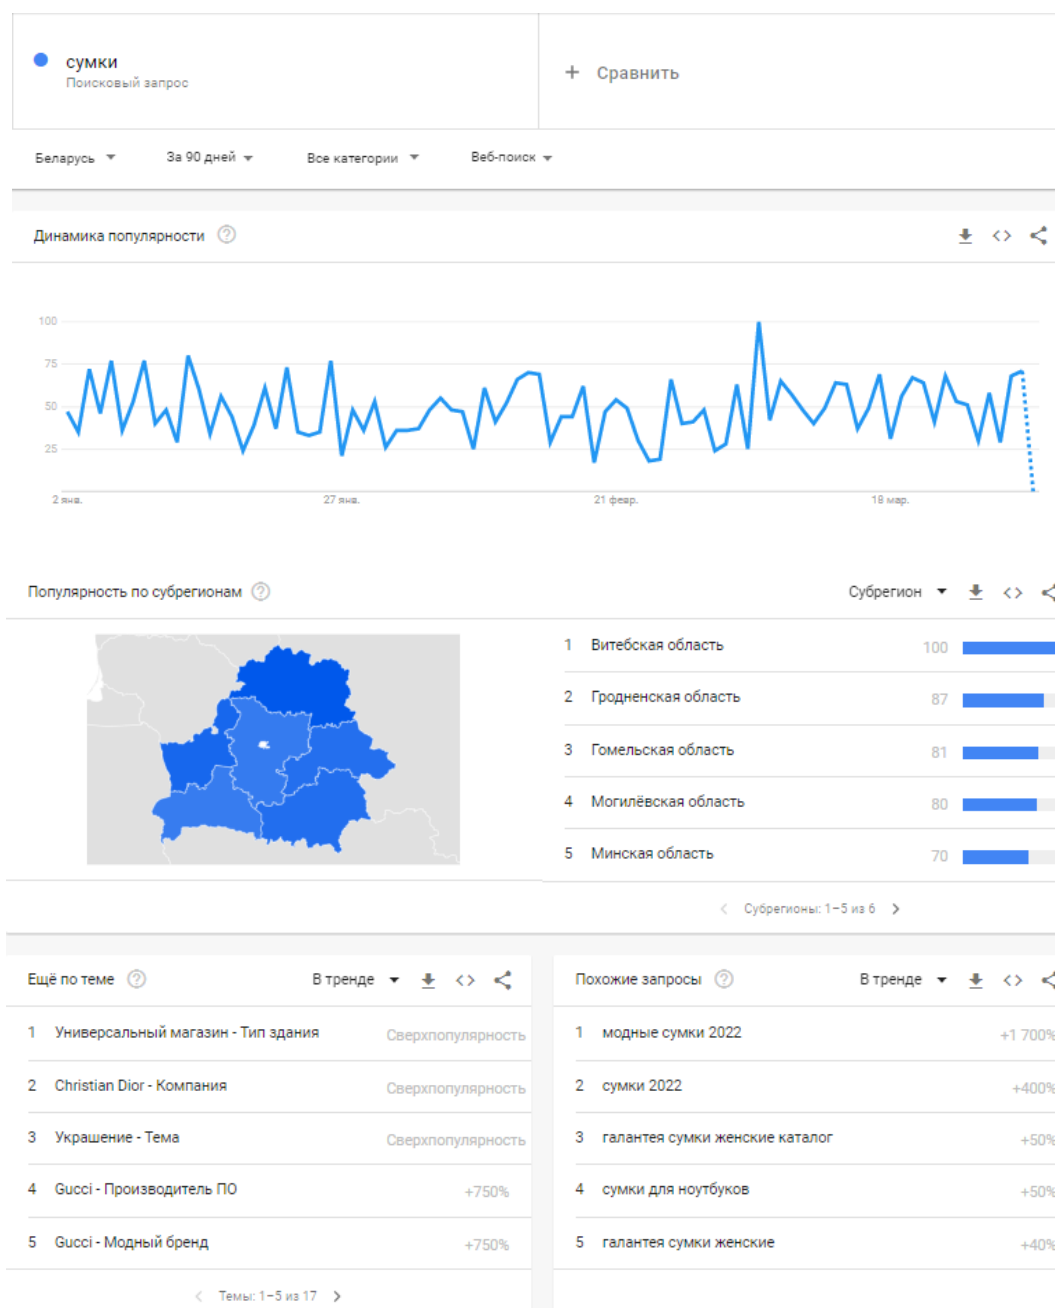 сумки
Поисковый запрос
+ Сравнить
Беларусь За 90 дней Все категории Веб-поиск
Динамика популярности
100
75
50
25
2 янв. 27 янв. 21 февр. 18 мар.
Популярность по субрегионам Субрегион
1 Витебская область 100
2 Гродненская область 87
3 Гомельская область 81
4 Могилёвская область 80
5 Минская область 70
Субрегионы: 1–5 из 6
Ещё по теме В тренде
1 Универсальный магазин - Тип здания Сверхпопулярность
2 Christian Dior - Компания Сверхпопулярность
3 Украшение - Тема Сверхпопулярность
4 Gucci - Производитель ПО +750%
5 Gucci - Модный бренд +750%
Темы: 1–5 из 17
Похожие запросы В тренде
1 модные сумки 2022 +1 700%
2 сумки 2022 +400%
3 галантея сумки женские каталог +50%
4 сумки для ноутбуков +50%
5 галантея сумки женские +40%